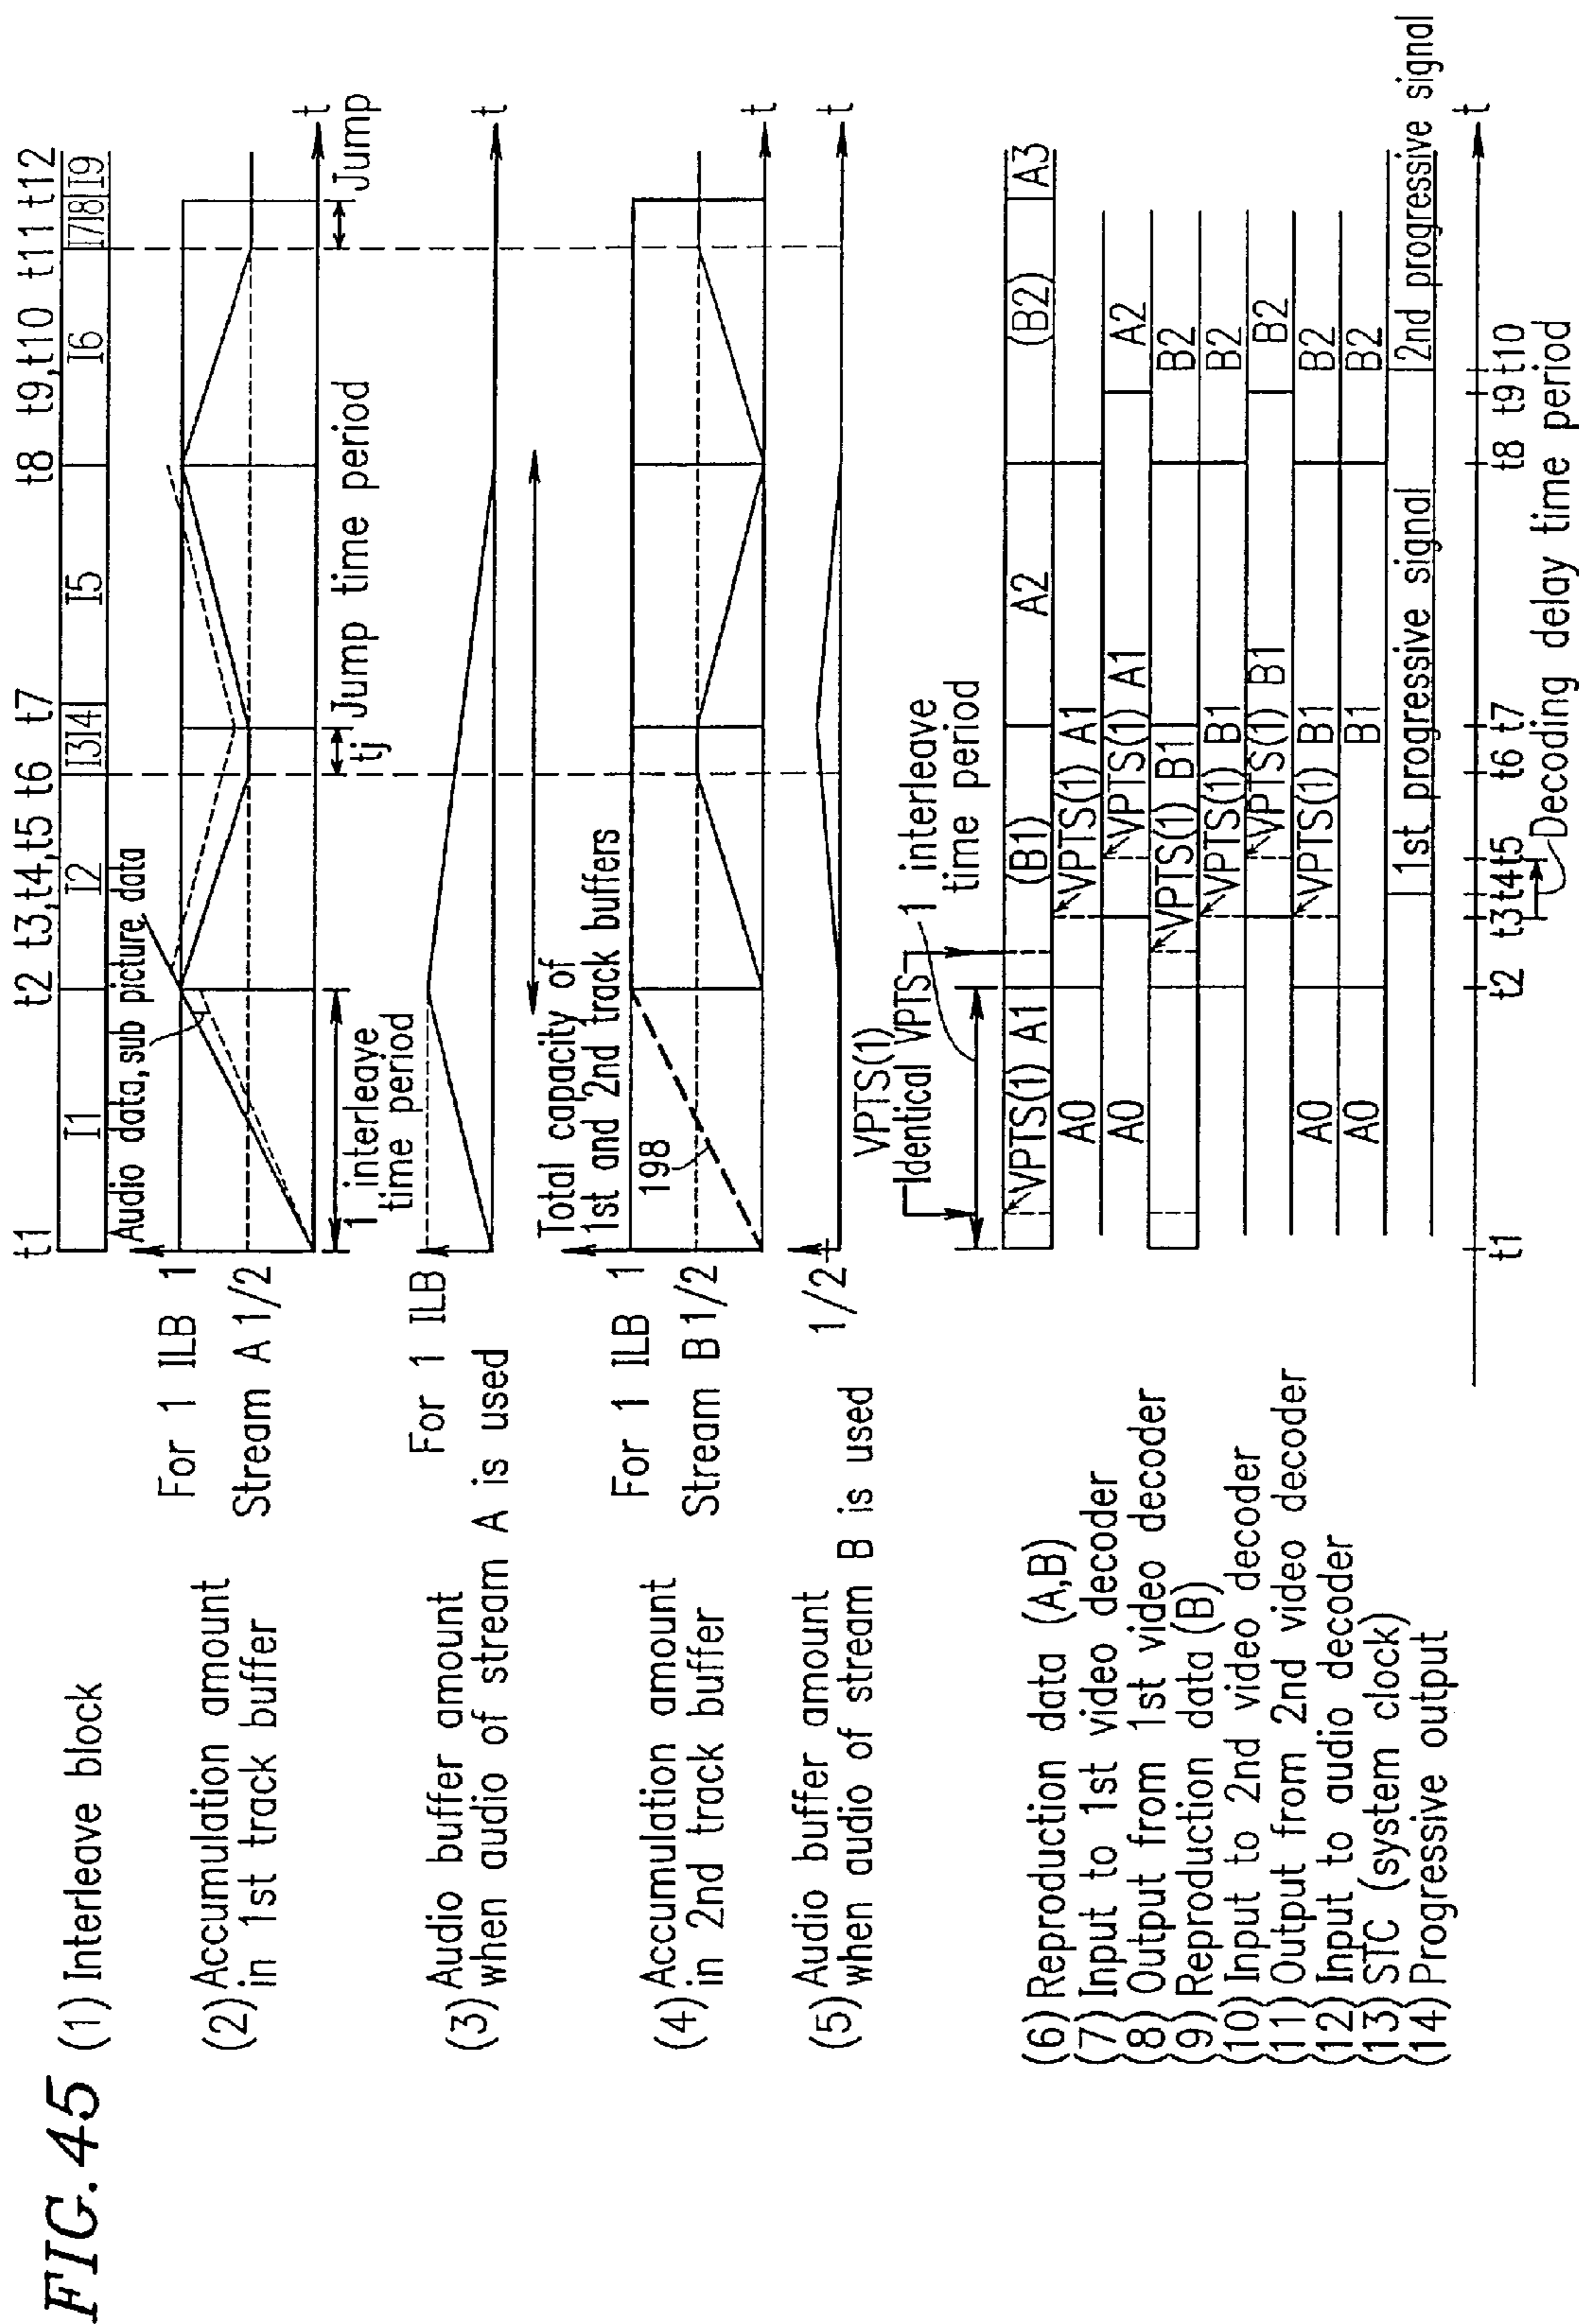 FIG. 45
(1) Interleave block
t1 t2 t3,t4,t5 t6 t7 t8 t9,t10 t11 t12
I1 I2 I3 I4 I5 I6 I7 I8 I9
Audio data, sub picture data
(2) Accumulation amount
in 1st track buffer
For 1 ILB 1
Stream A 1/2
1 interleave
time period
tj
Jump time period
Jump
t
(3) Audio buffer amount
when audio of stream A is used
For 1 ILB
t
(4) Accumulation amount
in 2nd track buffer
Total capacity of
1st and 2nd track buffers
For 1 ILB 1
Stream B 1/2
198
t
(5) Audio buffer amount
when audio of stream B is used
1/2
t
VPTS(1)
Identical VPTS
1 interleave
time period
(6) Reproduction data (A,B)
VPTS(1) A1 (B1) A2 (B2) A3
(7) Input to 1st video decoder
A0 VPTS(1) A1
(8) Output from 1st video decoder
A0 VPTS(1) A1 A2
(9) Reproduction data (B)
VPTS(1) B1 B2
(10) Input to 2nd video decoder
VPTS(1) B1 B2
(11) Output from 2nd video decoder
VPTS(1) B1 B2
(12) Input to audio decoder
A0 VPTS(1) B1 B2
(13) STC (system clock)
A0 B1 B2
(14) Progressive output
1st progressive signal 2nd progressive signal
t1 t2 t3 t4 t5 t6 t7 t8 t9 t10 t
Decoding delay time period